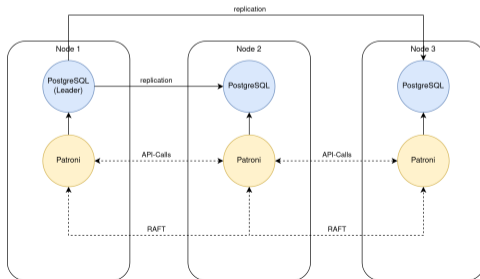 replication
Node 1
Node 2
Node 3
PostgreSQL
(Leader)
replication
PostgreSQL
PostgreSQL
Patroni
API-Calls
Patroni
API-Calls
Patroni
RAFT
RAFT